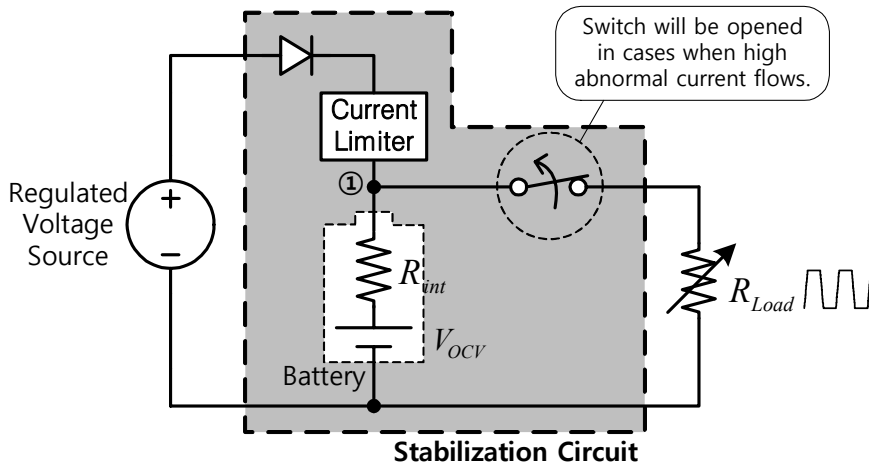 Switch will be opened
in cases when high
abnormal current flows.
Current
Limiter
①
Regulated
Voltage
Source
+
−
R_int
R_Load
V_OCV
Battery
Stabilization Circuit